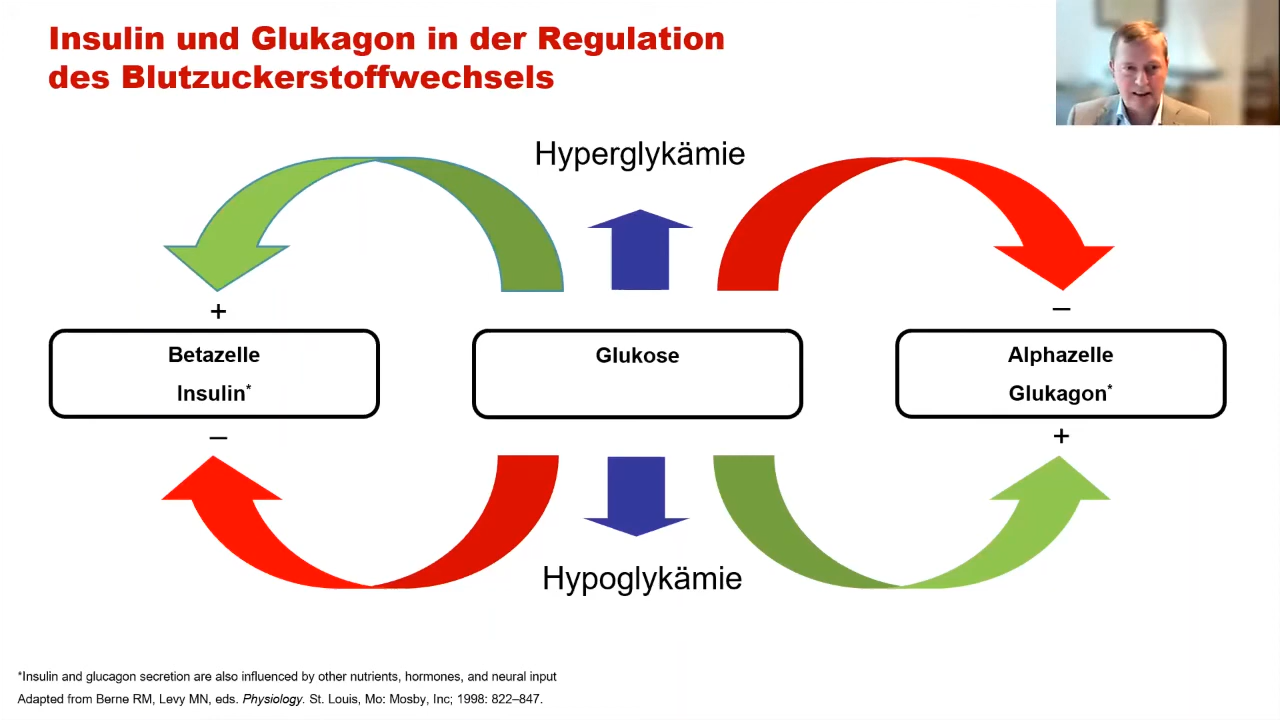 Insulin und Glukagon in der Regulation
des Blutzuckerstoffwechsels
Hyperglykämie
+
–
Betazelle
Insulin*
Glukose
Alphazelle
Glukagon*
–
+
Hypoglykämie
*Insulin and glucagon secretion are also influenced by other nutrients, hormones, and neural input
Adapted from Berne RM, Levy MN, eds. Physiology. St. Louis, Mo: Mosby, Inc; 1998: 822–847.